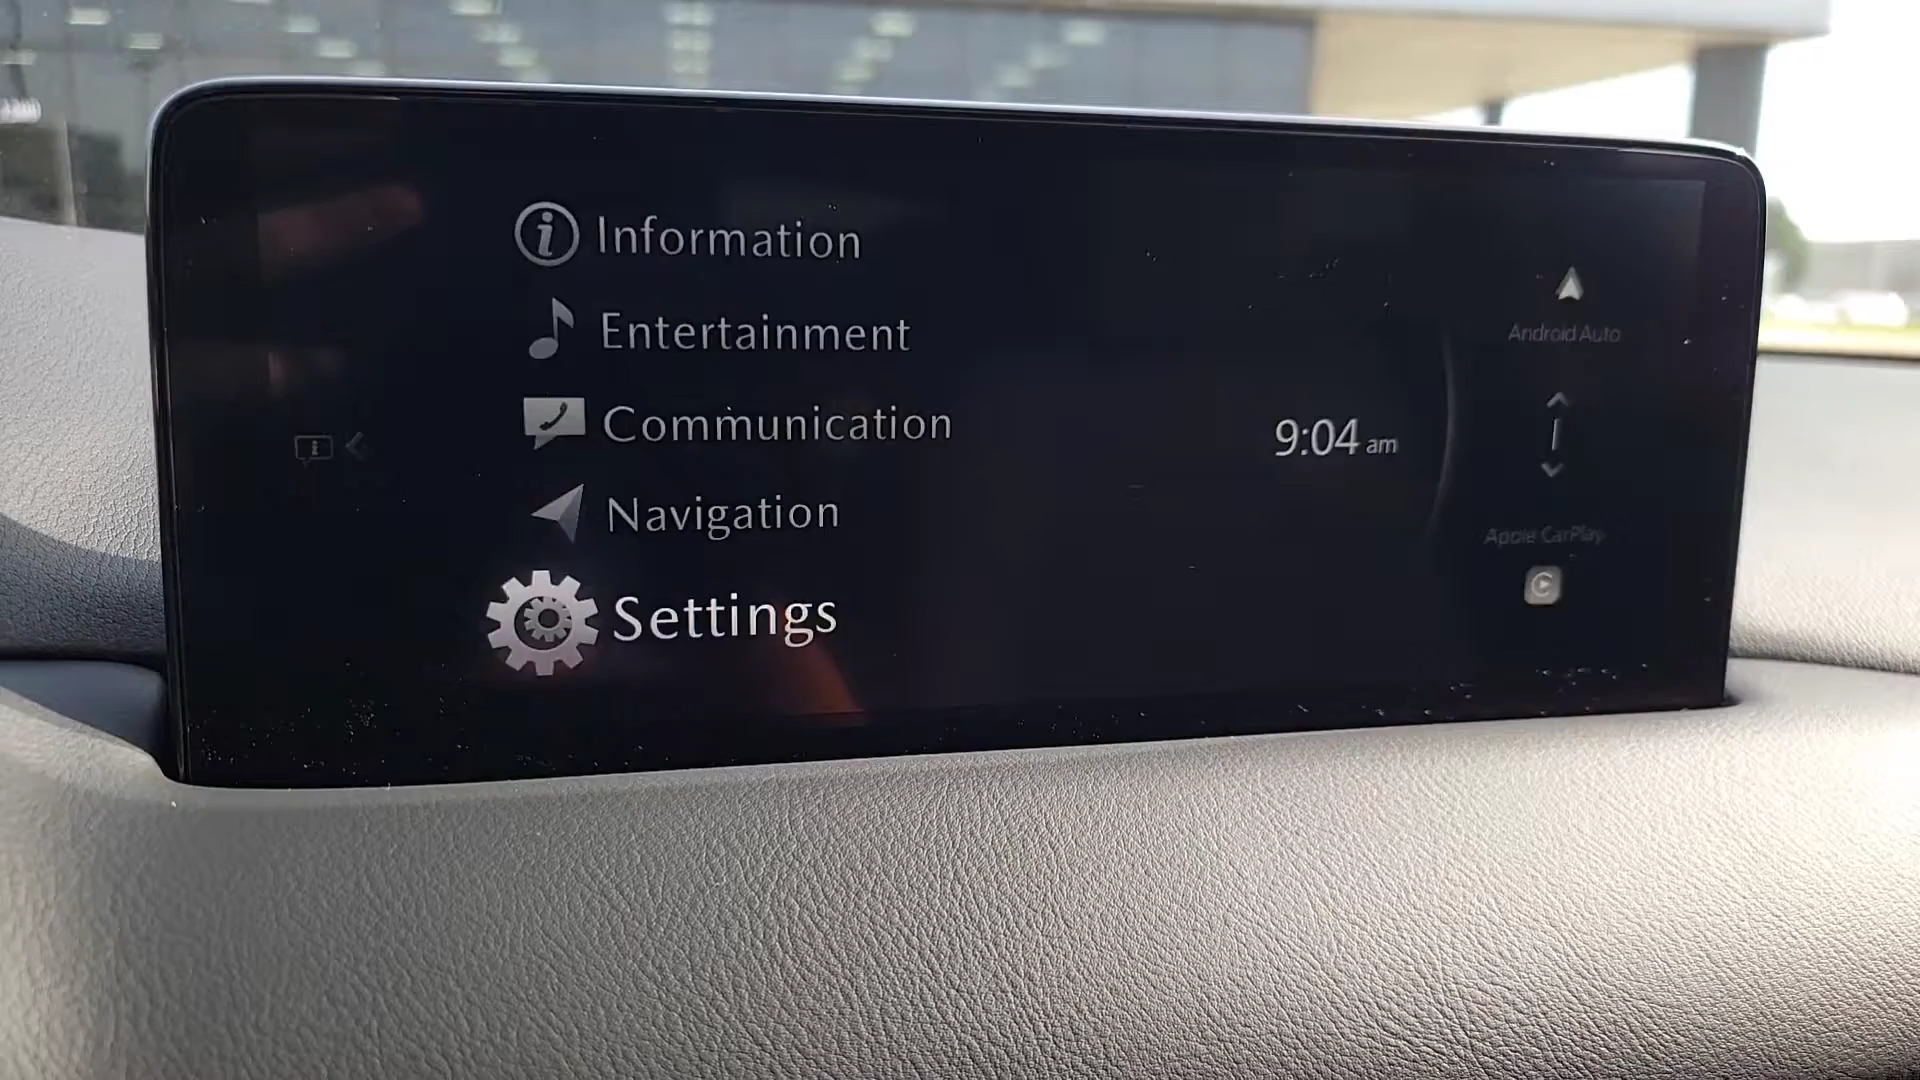 Information
Entertainment
Communication
Navigation
Settings
9:04 am
Android Auto
Apple CarPlay